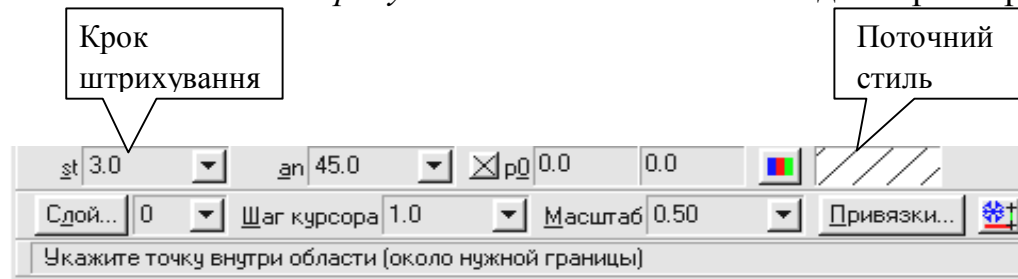 Крок
штрихування
Поточний
стиль
st 3.0 an 45.0 p0 0.0 0.0
Слой... 0 Шаг курсора 1.0 Масштаб 0.50 Привязки...
Укажите точку внутри области (около нужной границы)